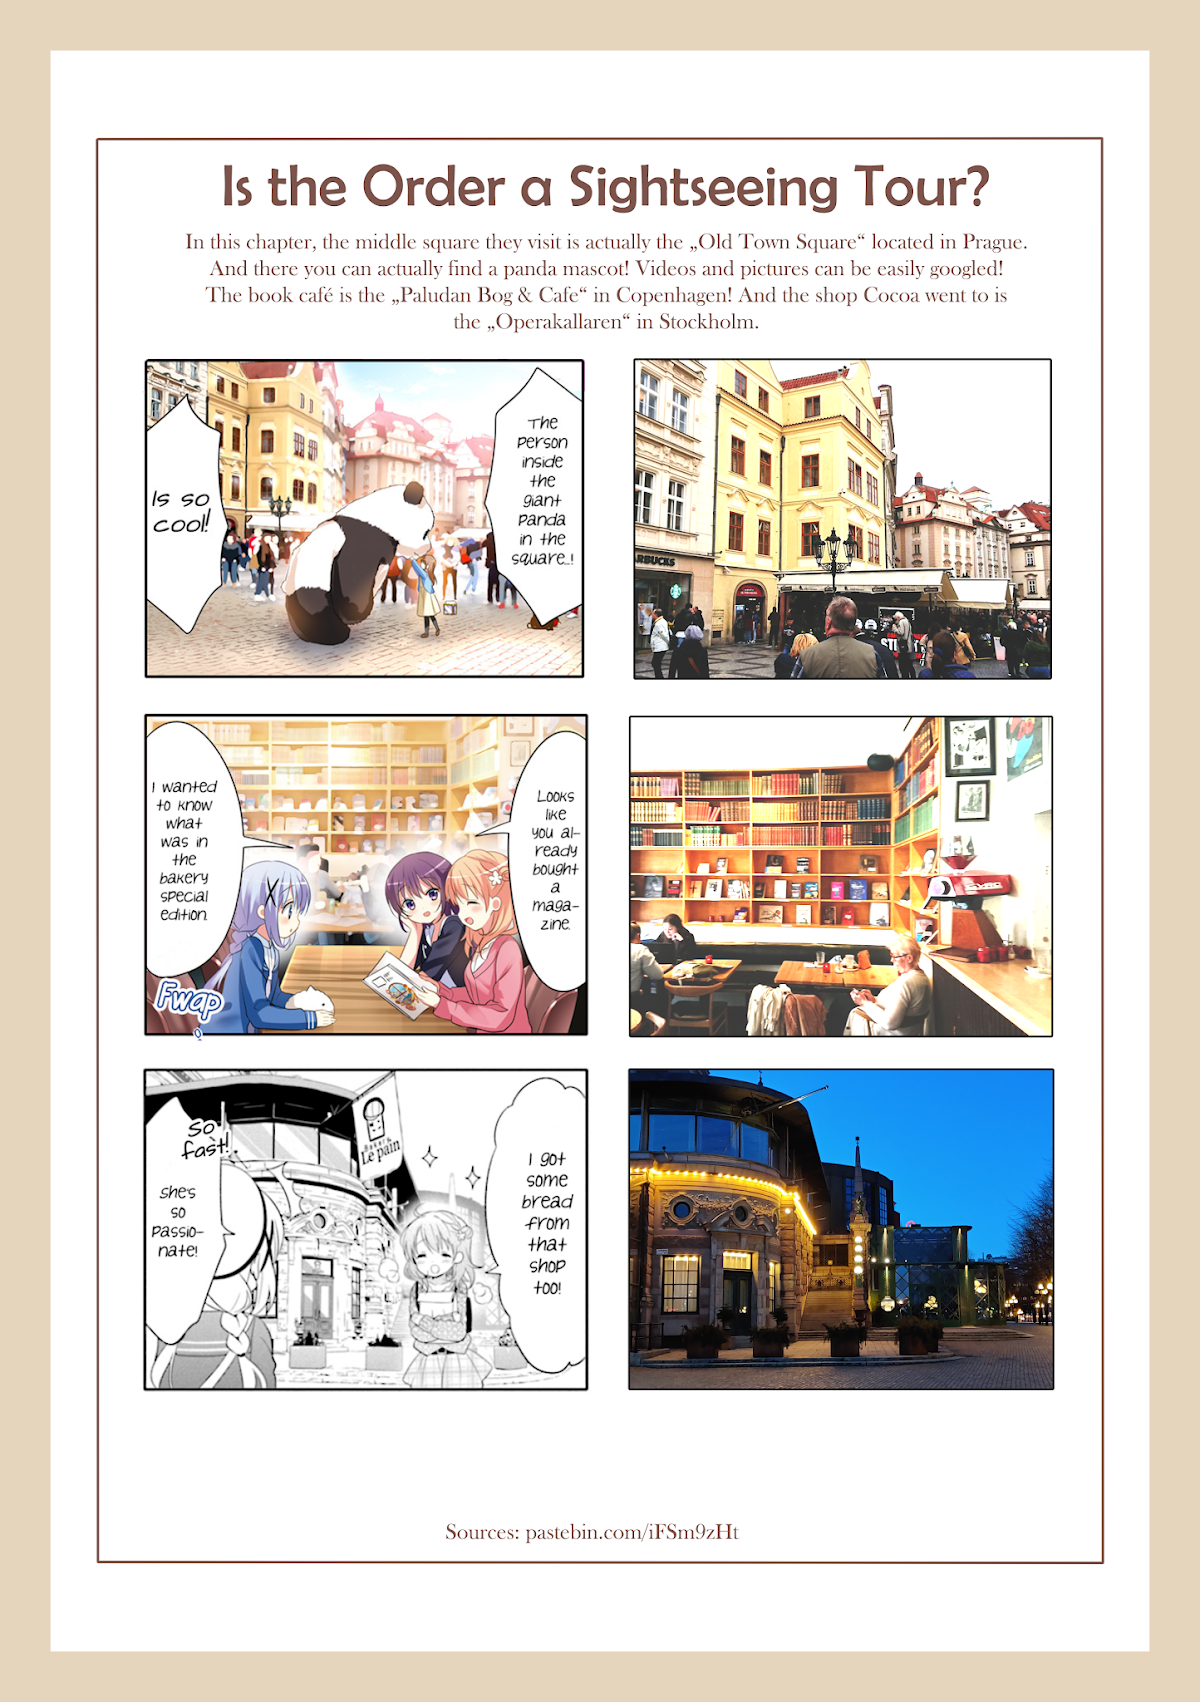 Is the Order a Sightseeing Tour?
In this chapter, the middle square they visit is actually the „Old Town Square“ located in Prague.
And there you can actually find a panda mascot! Videos and pictures can be easily googled!
The book café is the „Paludan Bog & Cafe“ in Copenhagen! And the shop Cocoa went to is
the „Operakallaren“ in Stockholm.
The
person
inside
the
giant
panda
in the
square..!
Is so
cool!
RBUCKS
Looks
like
you al-
ready
bought
a
maga-
zine.
I wanted
to know
what
was in
the
bakery
special
edition.
Fwap
I got
some
bread
from
that
shop
too!
Bakery
Le pain
So
fast!
She's
so
passio-
nate!
Sources: pastebin.com/iFSm9zHt